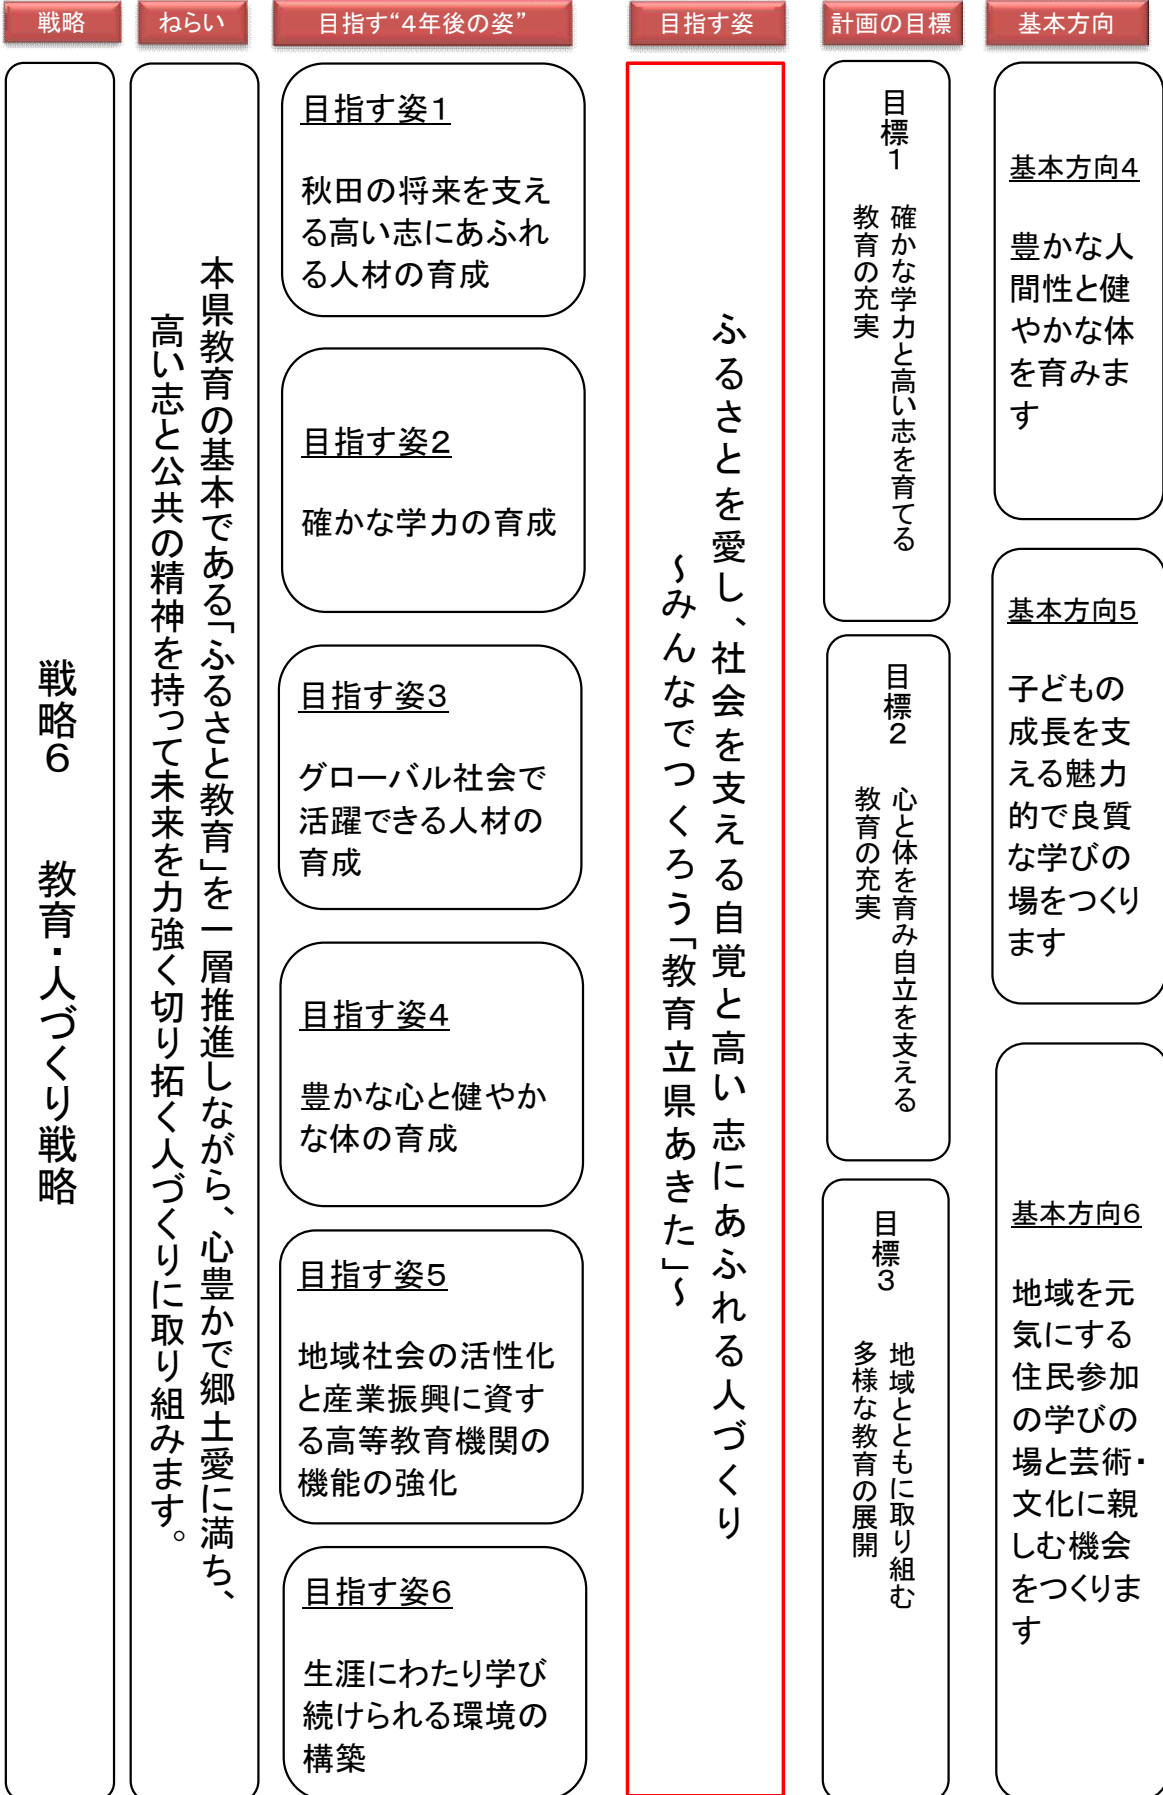 戦略
ねらい
目指す“4年後の姿”
目指す姿
計画の目標
基本方向
戦略6　教育・人づくり戦略
本県教育の基本である「ふるさと教育」を一層推進しながら、心豊かで郷土愛に満ち、
高い志と公共の精神を持って未来を力強く切り拓く人づくりに取り組みます。
目指す姿1
秋田の将来を支え
る高い志にあふれ
る人材の育成
目指す姿2
確かな学力の育成
目指す姿3
グローバル社会で
活躍できる人材の
育成
目指す姿4
豊かな心と健やか
な体の育成
目指す姿5
地域社会の活性化
と産業振興に資す
る高等教育機関の
機能の強化
目指す姿6
生涯にわたり学び
続けられる環境の
構築
ふるさとを愛し、社会を支える自覚と高い志にあふれる人づくり
～みんなでつくろう「教育立県あきた」～
目標1　確かな学力と高い志を育てる
教育の充実
目標2　心と体を育み自立を支える
教育の充実
目標3　地域とともに取り組む
多様な教育の展開
基本方向4
豊かな人
間性と健
やかな体
を育みま
す
基本方向5
子どもの
成長を支
える魅力
的で良質
な学びの
場をつくり
ます
基本方向6
地域を元
気にする
住民参加
の学びの
場と芸術・
文化に親
しむ機会
をつくりま
す